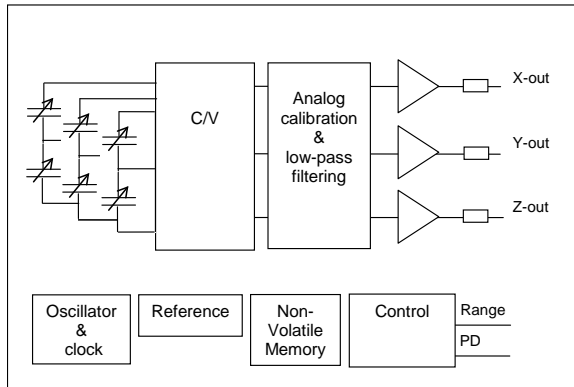 X-out
C/V
Analog
calibration
&
low-pass
filtering
Y-out
Z-out
Oscillator
&
clock
Reference
Non-
Volatile
Memory
Control
Range
PD